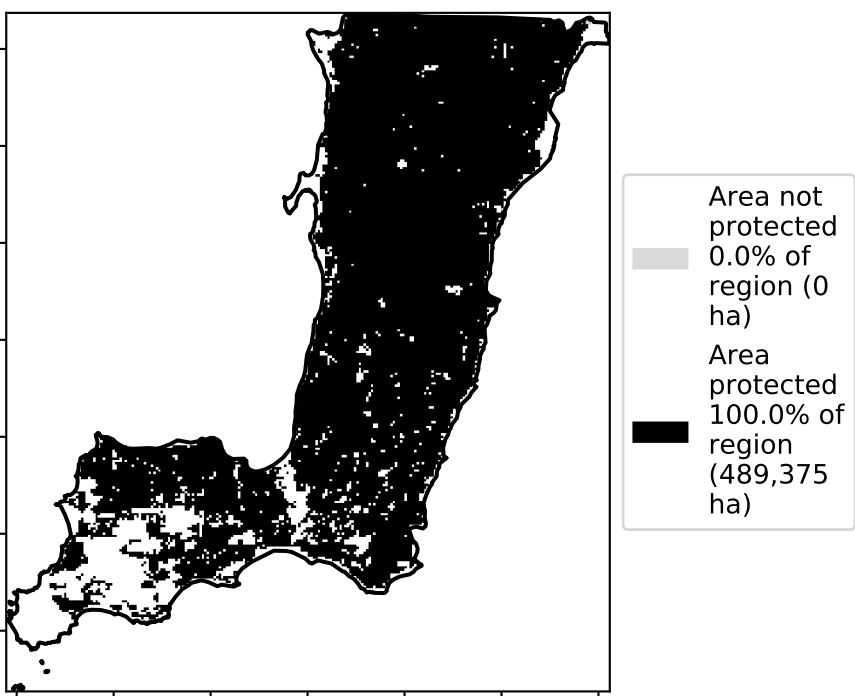 Area not
protected
0.0% of
region (0
ha)
Area
protected
100.0% of
region
(489,375
ha)